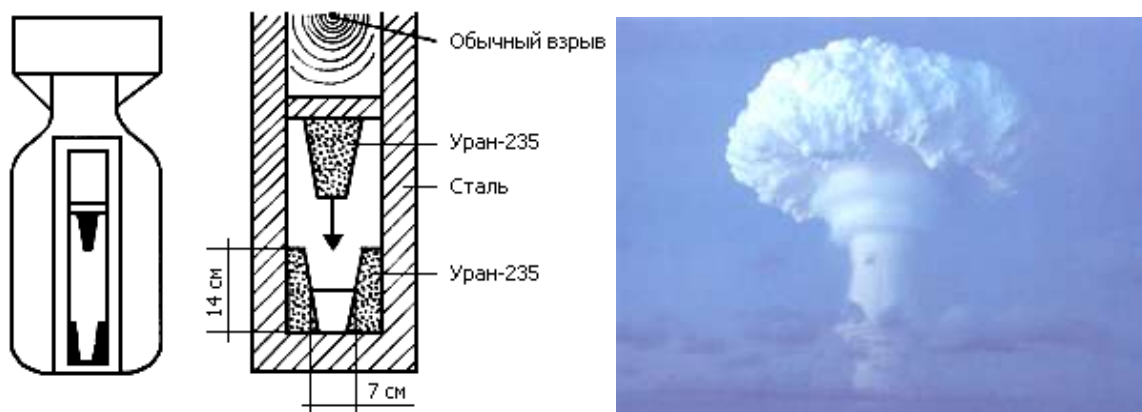 Обычный взрыв
Уран-235
Сталь
Уран-235
14 см
7 см